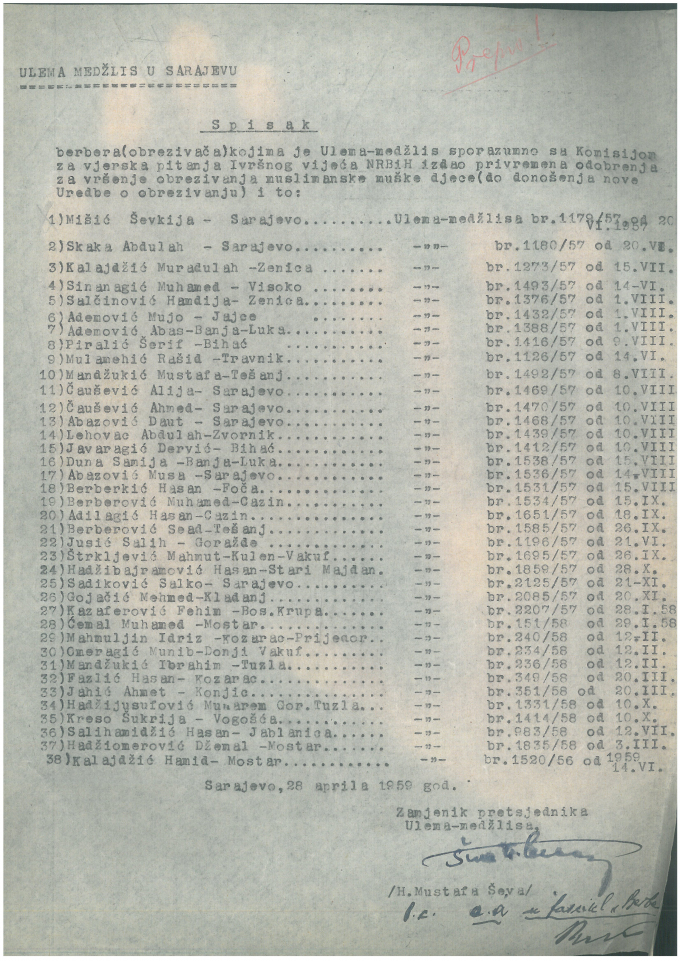 Prepis!
ULEMA MEDŽLIS U SARAJEVU
S p i s a k
berbera(obrezivača)kojima je Ulema-medžlis sporazumno sa Komisijom
za vjerska pitanja Ivršnog vijeća NRBiH izdao privremena odobrenja
za vršenje obrezivanja muslimanske muške djece(do donošenja nove
Uredbe o obrezivanju) i to:
1)Mišić Ševkija - Sarajevo..........Ulema-medžlisa br.1179/57 od 20
VI.1957
2)Skaka Abdulah - Sarajevo.......... -""- br.1180/57 od 20.VI.
3)Kalajdžić Muradulah -Zenica ........ -"- br.1273/57 od 15.VII.
4)Sinanagić Muhamed - Visoko ........ -"- br.1493/57 od 14-VI.
5)Salčinović Hamdija- Zenica......... -"- br.1376/57 od 1.VIII.
6)Ademović Mujo - Jajce ........ -"- br.1432/57 od 1.VIII.
7)Ademović Abas-Banja-Luka.......... -"- br.1388/57 od 1.VIII.
8)Piralić Šerif -Bihać ............. -"- br.1416/57 od 9.VIII.
9)Mulamehić Rašid -Travnik.......... -"- br.1126/57 od 14.VI.
10)Mandžukić Mustafa-Tešanj.......... -"- br.1492/57 od 8.VIII.
11)Čaušević Alija- Sarajevo.......... -"- br.1469/57 od 10.VIII
12)Čaušević Ahmed- Sarajevo.......... -"- br.1470/57 od 10.VIII
13)Abazović Daut - Sarajevo.......... -"- br.1468/57 od 10.VIII
14)Lehovac Abdulah-Zvornik........... -"- br.1439/57 od 10.VIII
15)Javaragić Dervić- Bihać........... -"- br.1412/57 od 10.VIII
16)Duna Samija -Banja-Luka........... -"- br.1538/57 od 15.VIII
17)Abazović Musa -Sarajevo........... -"- br.1536/57 od 14-VIII
18)Berberkić Hasan -Foča............. -"- br.1531/57 od 15.VIII
19)Berberović Muhamed-Cazin.......... -"- br.1534/57 od 15.IX.
20)Adilagić Hasan-Cazin.............. -"- br.1651/57 od 18.IX.
21)Berberović Sead-Tešanj............ -"- br.1585/57 od 26.IX.
22)Jusić Salih - Goražde............. -"- br.1196/57 od 21.VI.
23)Štrkljević Mahmut-Kulen-Vakuf..... -"- br.1695/57 od 26.IX.
24)Hadžibajramović Hasan-Stari Majdan. -"- br.1859/57 od 28.X.
25)Sadiković Salko- Sarajevo......... -"- br.2125/57 od 21-XI.
26)Gojačić Mehmed-Kladanj............ -"- br.2085/57 od 20.XI.
27)Kazaferović Fehim -Bos.Krupa...... -"- br.2207/57 od 28.I.58
28)Ćemal Muhamed -Mostar............. -"- br.151/58 od 29.I.58
29)Mahmuljin Idriz -Kozarac-Prijedor.. -"- br.240/58 od 12.II.
30)Omeragić Munib-Donji Vakuf........ -"- br.234/58 od 12.II.
31)Mandžukić Ibrahim -Tuzla.......... -"- br.236/58 od 12.II.
32)Fazlić Hasan- Kozarac............. -"- br.349/58 od 20.III.
33)Jahić Ahmet - Konjic.............. -"- br.351/58 od 20.III.
34)Hadžijusufović Muharem Gor.Tuzla... -"- br.1331/58 od 10.X.
35)Kreso Šukrija - Vogošća........... -"- br.1414/58 od 10.X.
36)Salihamidžić Hasan- Jablanica..... -"- br.983/58 od 12.VII.
37)Hadžiomerović Džemal -Mostar...... -"- br.1835/58 od 3.III.
1959
38)Kalajdžić Hamid- Mostar........... -"- br.1520/56 od 14.VI.
Sarajevo,28 aprila 1959 god.
Zamjenik pretsjednika
Ulema-medžlisa,
/H.Mustafa Ševa/
a.a